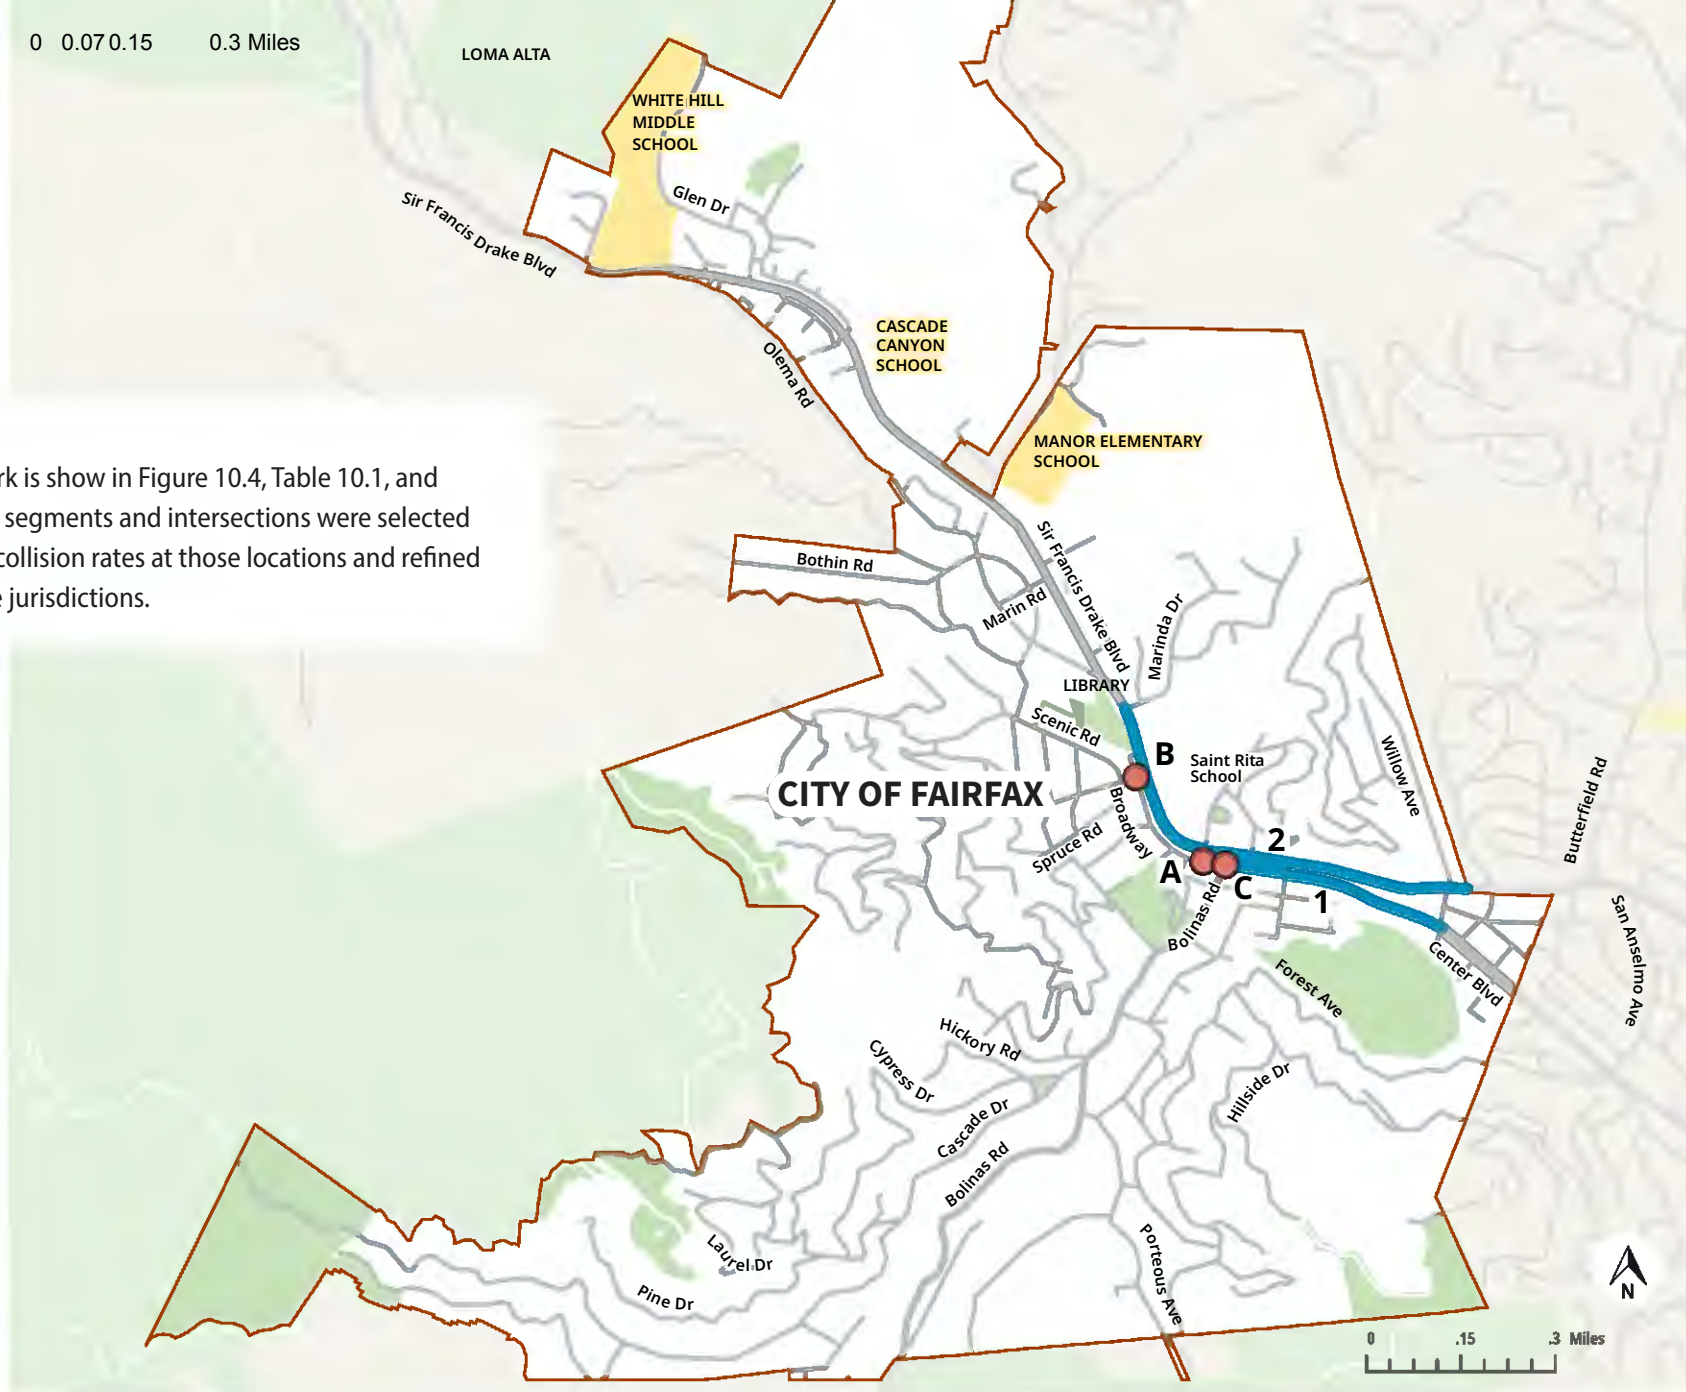 0 0.07 0.15 0.3 Miles
LOMA ALTA
WHITE HILL
MIDDLE
SCHOOL
Glen Dr
Sir Francis Drake Blvd
CASCADE
CANYON
SCHOOL
Olema Rd
MANOR ELEMENTARY
SCHOOL
rk is show in Figure 10.4, Table 10.1, and
segments and intersections were selected
collision rates at those locations and refined
e jurisdictions.
Sir Francis Drake Blvd
Bothin Rd
Marin Rd
Marinda Dr
LIBRARY
Scenic Rd
B
Saint Rita
School
Willow Ave
Butterfield Rd
CITY OF FAIRFAX
Broadway
Spruce Rd
2
A
C
1
Bolinas Rd
San Anselmo Ave
Center Blvd
Forest Ave
Hickory Rd
Cypress Dr
Hillside Dr
Cascade Dr
Bolinas Rd
Laurel Dr
Porteous Ave
Pine Dr
N
0 .15 .3 Miles